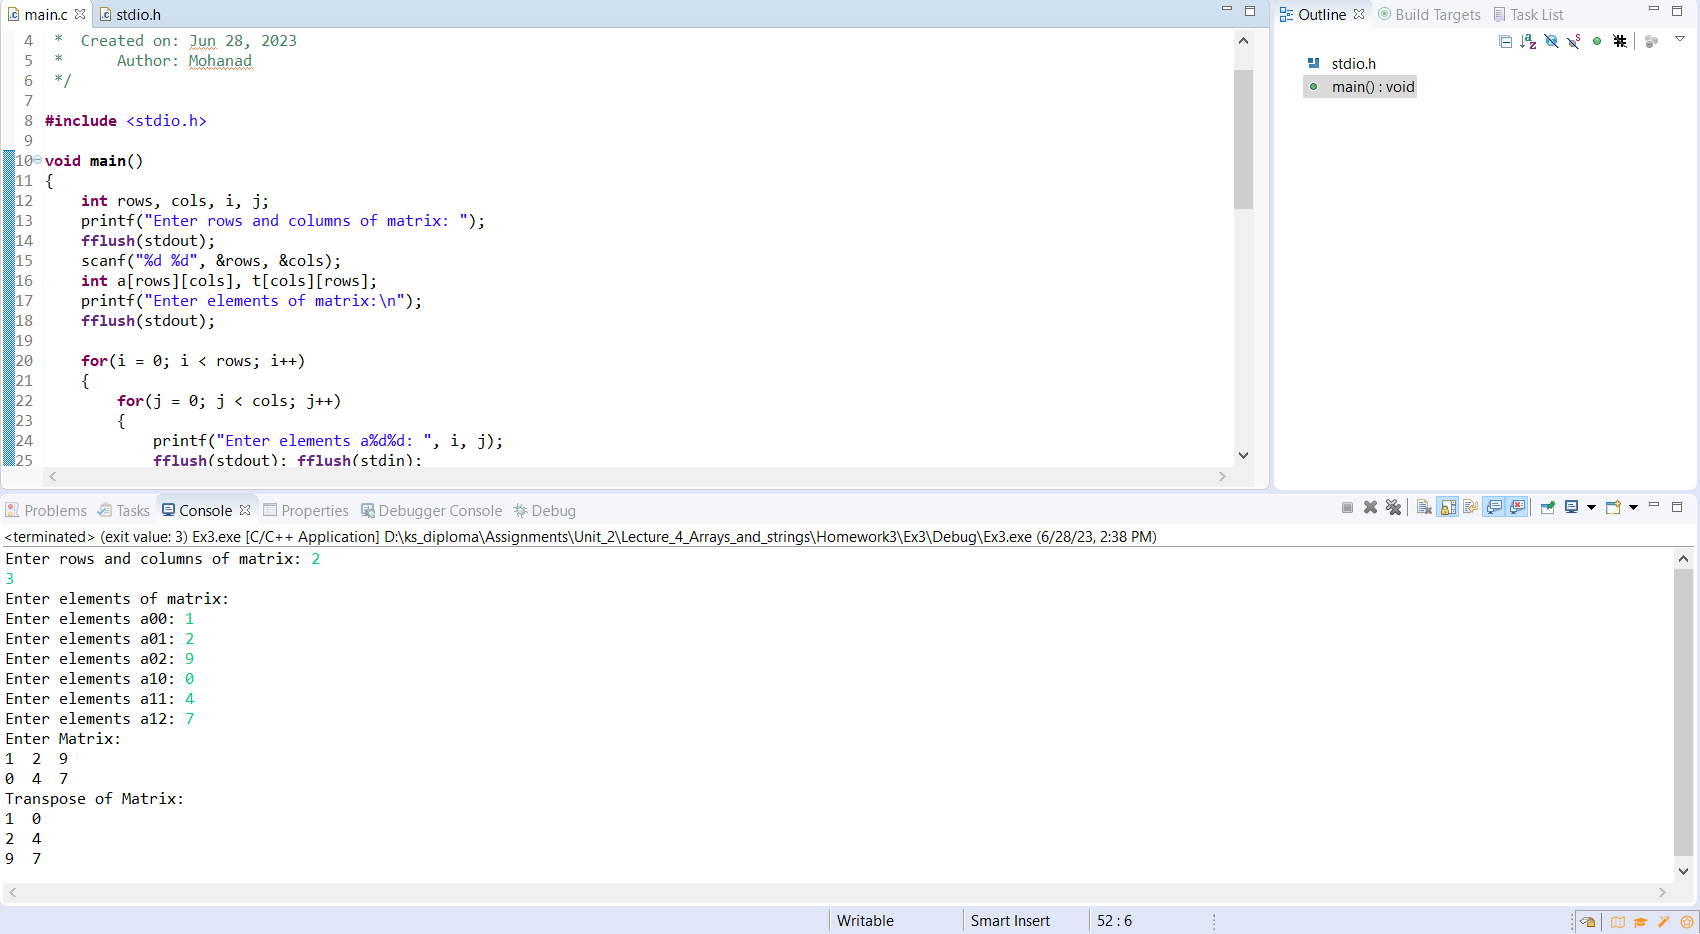 main.c
stdio.h
4  *  Created on: Jun 28, 2023
5  *      Author: Mohanad
6  */
7
8 #include <stdio.h>
9
10 void main()
11 {
12     int rows, cols, i, j;
13     printf("Enter rows and columns of matrix: ");
14     fflush(stdout);
15     scanf("%d %d", &rows, &cols);
16     int a[rows][cols], t[cols][rows];
17     printf("Enter elements of matrix:\n");
18     fflush(stdout);
19
20     for(i = 0; i < rows; i++)
21     {
22         for(j = 0; j < cols; j++)
23         {
24             printf("Enter elements a%d%d: ", i, j);
25             fflush(stdout); fflush(stdin);
Outline
Build Targets
Task List
stdio.h
main() : void
Problems
Tasks
Console
Properties
Debugger Console
Debug
<terminated> (exit value: 3) Ex3.exe [C/C++ Application] D:\ks_diploma\Assignments\Unit_2\Lecture_4_Arrays_and_strings\Homework3\Ex3\Debug\Ex3.exe (6/28/23, 2:38 PM)
Enter rows and columns of matrix: 2
3
Enter elements of matrix:
Enter elements a00: 1
Enter elements a01: 2
Enter elements a02: 9
Enter elements a10: 0
Enter elements a11: 4
Enter elements a12: 7
Enter Matrix:
1  2  9
0  4  7
Transpose of Matrix:
1  0
2  4
9  7
Writable
Smart Insert
52 : 6